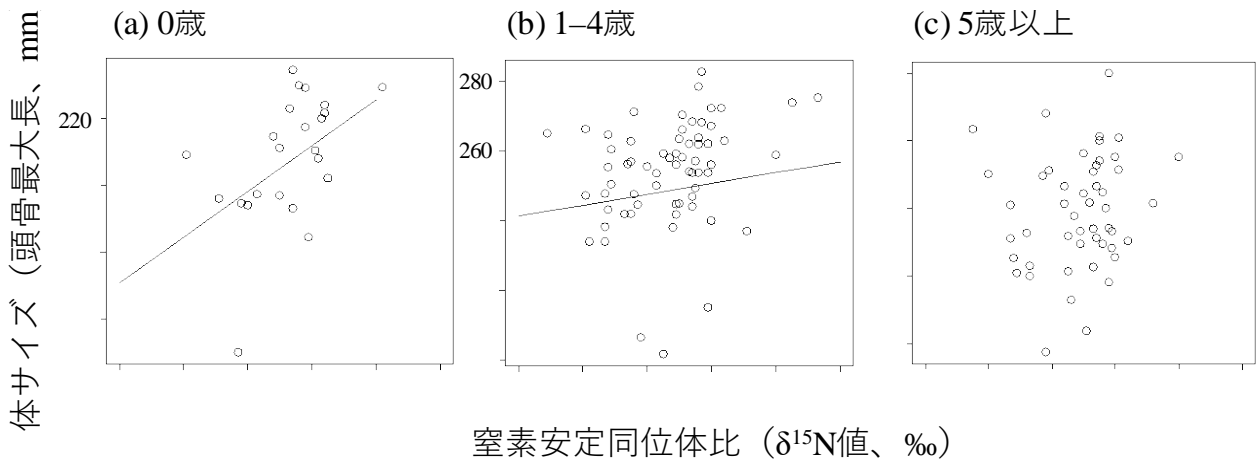 (a) 0歳
(b) 1–4歳
(c) 5歳以上
体サイズ（頭骨最大長、mm
220
280
260
窒素安定同位体比（δ¹⁵N値、‰）